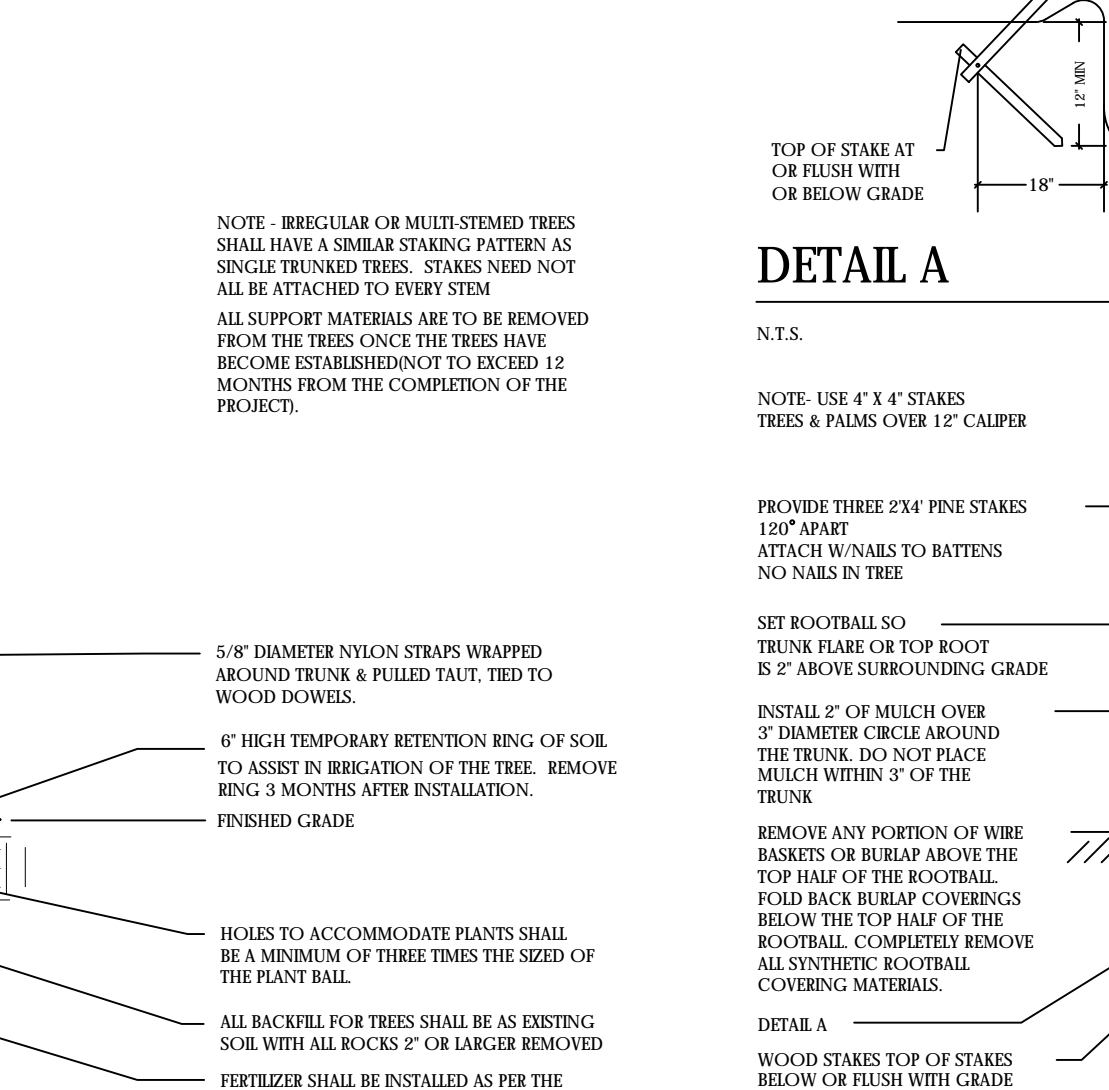 NOTE - IRREGULAR OR MULTI-STEMED TREES
SHALL HAVE A SIMILAR STAKING PATTERN AS
SINGLE TRUNKED TREES. STAKES NEED NOT
ALL BE ATTACHED TO EVERY STEM
ALL SUPPORT MATERIALS ARE TO BE REMOVED
FROM THE TREES ONCE THE TREES HAVE
BECOME ESTABLISHED(NOT TO EXCEED 12
MONTHS FROM THE COMPLETION OF THE
PROJECT).
5/8" DIAMETER NYLON STRAPS WRAPPED
AROUND TRUNK & PULLED TAUT, TIED TO
WOOD DOWELS.
6" HIGH TEMPORARY RETENTION RING OF SOIL
TO ASSIST IN IRRIGATION OF THE TREE. REMOVE
RING 3 MONTHS AFTER INSTALLATION.
FINISHED GRADE
HOLES TO ACCOMMODATE PLANTS SHALL
BE A MINIMUM OF THREE TIMES THE SIZED OF
THE PLANT BALL.
ALL BACKFILL FOR TREES SHALL BE AS EXISTING
SOIL WITH ALL ROCKS 2" OR LARGER REMOVED
FERTILIZER SHALL BE INSTALLED AS PER THE
12" MIN
18"
TOP OF STAKE AT
OR FLUSH WITH
OR BELOW GRADE
DETAIL A
N.T.S.
NOTE- USE 4" X 4" STAKES
TREES & PALMS OVER 12" CALIPER
PROVIDE THREE 2'X4' PINE STAKES
120° APART
ATTACH W/NAILS TO BATTENS
NO NAILS IN TREE
SET ROOTBALL SO
TRUNK FLARE OR TOP ROOT
IS 2" ABOVE SURROUNDING GRADE
INSTALL 2" OF MULCH OVER
3" DIAMETER CIRCLE AROUND
THE TRUNK. DO NOT PLACE
MULCH WITHIN 3" OF THE
TRUNK
REMOVE ANY PORTION OF WIRE
BASKETS OR BURLAP ABOVE THE
TOP HALF OF THE ROOTBALL.
FOLD BACK BURLAP COVERINGS
BELOW THE TOP HALF OF THE
ROOTBALL. COMPLETELY REMOVE
ALL SYNTHETIC ROOTBALL
COVERING MATERIALS.
DETAIL A
WOOD STAKES TOP OF STAKES
BELOW OR FLUSH WITH GRADE